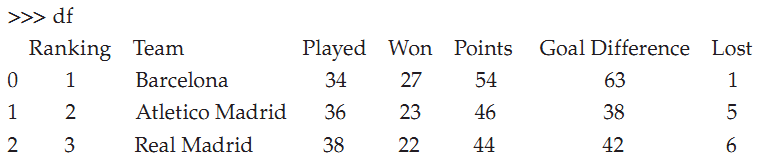 >>> df
Ranking Team Played Won Points Goal Difference Lost
0 1 Barcelona 34 27 54 63 1
1 2 Atletico Madrid 36 23 46 38 5
2 3 Real Madrid 38 22 44 42 6